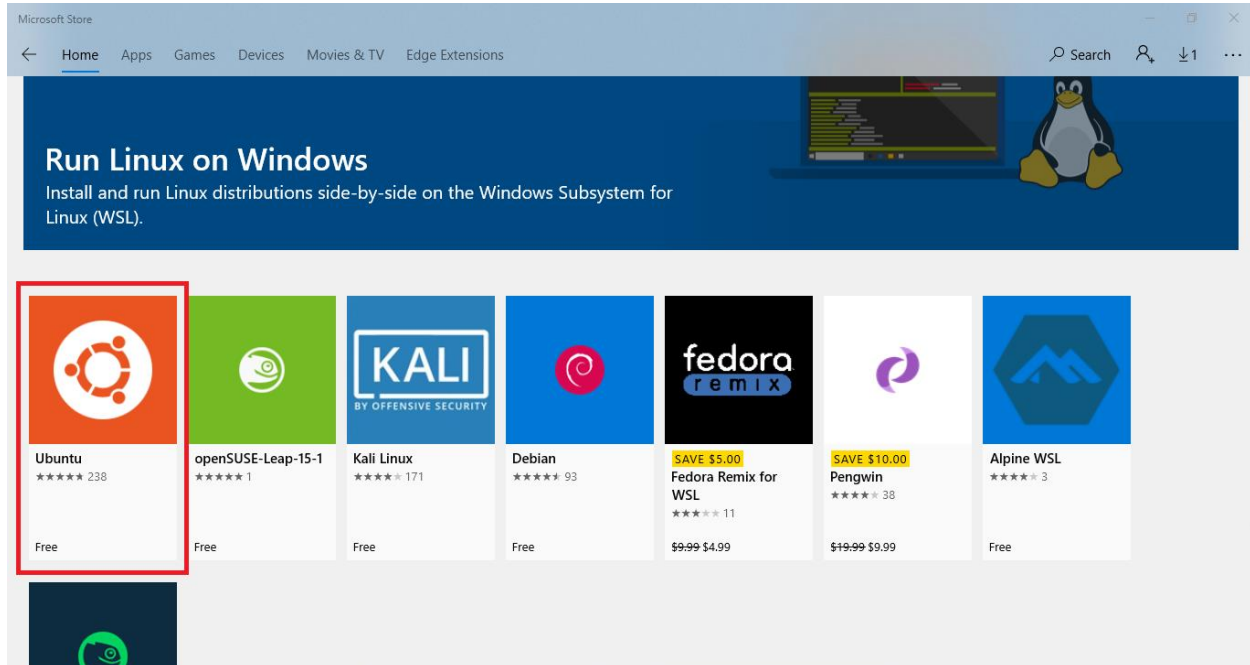 Microsoft Store
Home Apps Games Devices Movies & TV Edge Extensions Search 1
Run Linux on Windows
Install and run Linux distributions side-by-side on the Windows Subsystem for
Linux (WSL).
KALI
BY OFFENSIVE SECURITY
fedora
remix
Ubuntu
238
Free
openSUSE-Leap-15-1
1
Free
Kali Linux
171
Free
Debian
93
Free
SAVE $5.00
Fedora Remix for
WSL
11
$9.99 $4.99
SAVE $10.00
Pengwin
38
$19.99 $9.99
Alpine WSL
3
Free